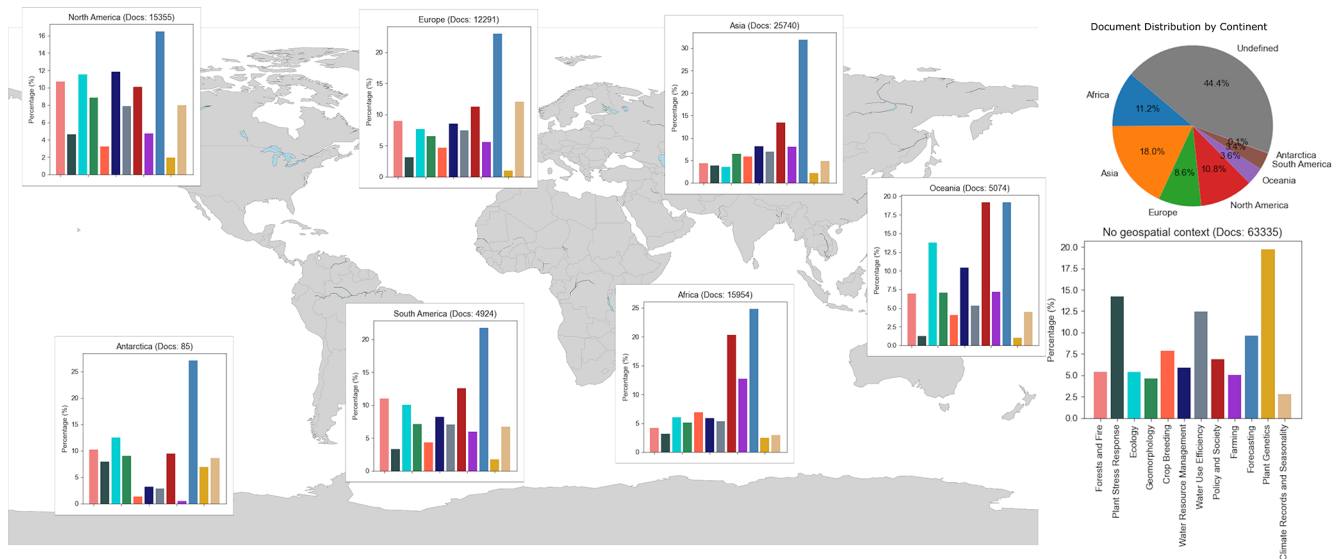 North America (Docs: 15355)
Percentage (%)
16
14
12
10
8
6
4
2
0
Europe (Docs: 12291)
Percentage (%)
20
15
10
5
0
Asia (Docs: 25740)
Percentage (%)
30
25
20
15
10
5
0
Oceania (Docs: 5074)
Percentage (%)
20.0
17.5
15.0
12.5
10.0
7.5
5.0
2.5
0.0
Africa (Docs: 15954)
Percentage (%)
25
20
15
10
5
0
South America (Docs: 4924)
Percentage (%)
20
15
10
5
0
Antarctica (Docs: 85)
Percentage (%)
25
20
15
10
5
0
Document Distribution by Continent
Undefined
44.4%
Africa
11.2%
Asia
18.0%
Europe
8.6%
North America
10.8%
Oceania
3.6%
South America
3.4%
Antarctica
0.1%
No geospatial context (Docs: 63335)
Percentage (%)
20.0
17.5
15.0
12.5
10.0
7.5
5.0
2.5
0.0
Forests and Fire
Plant Stress Response
Ecology
Geomorphology
Crop Breeding
Water Resource Management
Water Use Efficiency
Policy and Society
Farming
Forecasting
Plant Genetics
Climate Records and Seasonality